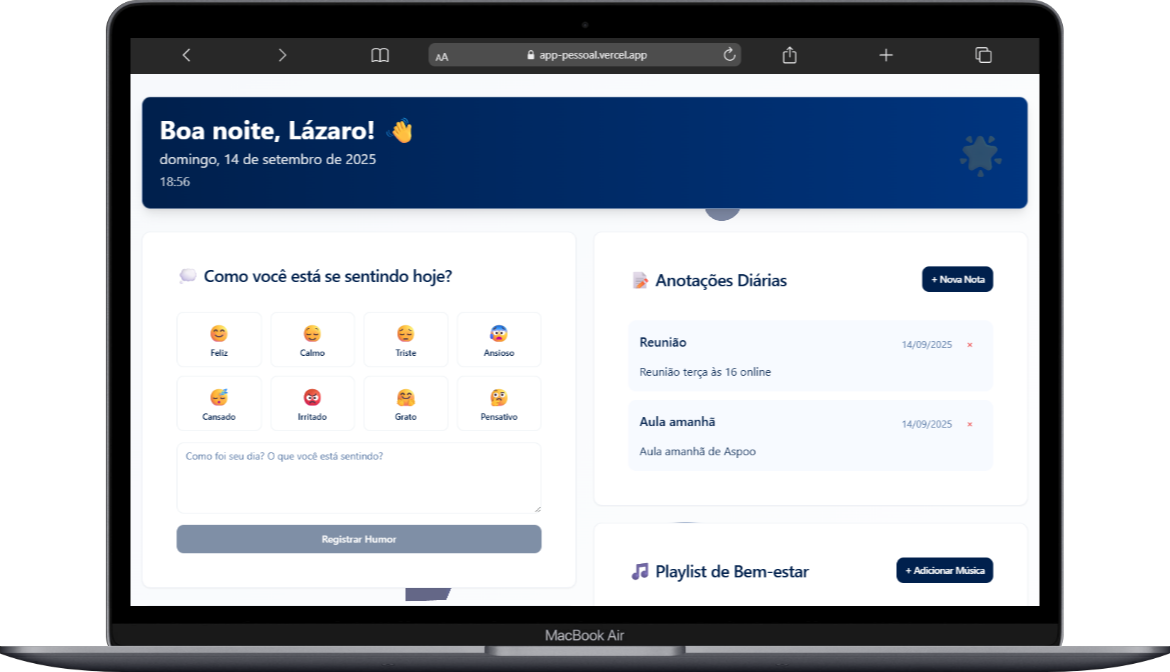 AA app-pessoal.vercel.app
Boa noite, Lázaro!
domingo, 14 de setembro de 2025
18:56
Como você está se sentindo hoje?
Feliz
Calmo
Triste
Ansioso
Cansado
Irritado
Grato
Pensativo
Como foi seu dia? O que você está sentindo?
Registrar Humor
Anotações Diárias
+ Nova Nota
Reunião
14/09/2025 ×
Reunião terça às 16 online
Aula amanhã
14/09/2025 ×
Aula amanhã de Aspoo
Playlist de Bem-estar
+ Adicionar Música
MacBook Air